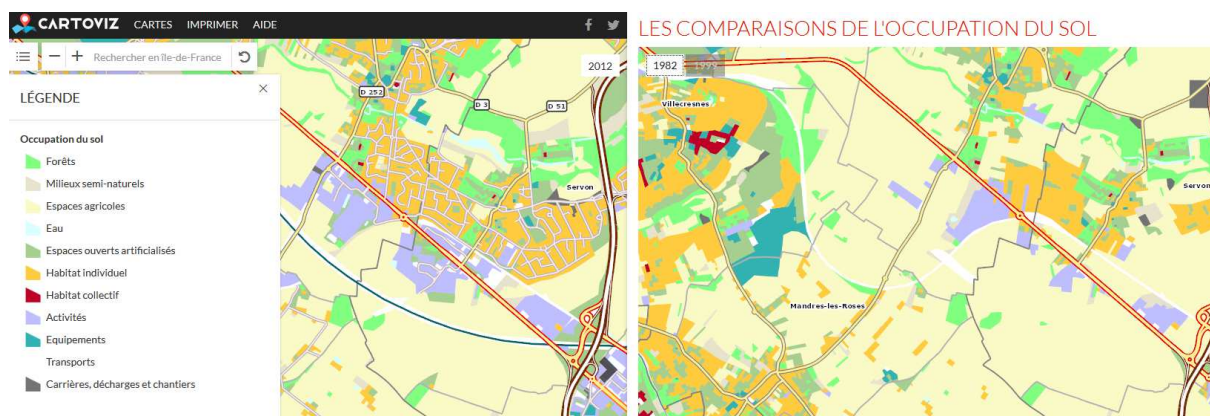 CARTOVIZ CARTES IMPRIMER AIDE
Rechercher en Île-de-France
2012
LÉGENDE
Occupation du sol
Forêts
Milieux semi-naturels
Espaces agricoles
Eau
Espaces ouverts artificialisés
Habitat individuel
Habitat collectif
Activités
Equipements
Transports
Carrières, décharges et chantiers
D 252
D 3
D 51
Servon
LES COMPARAISONS DE L'OCCUPATION DU SOL
1982
Villecresnes
Servon
Mandres-les-Roses